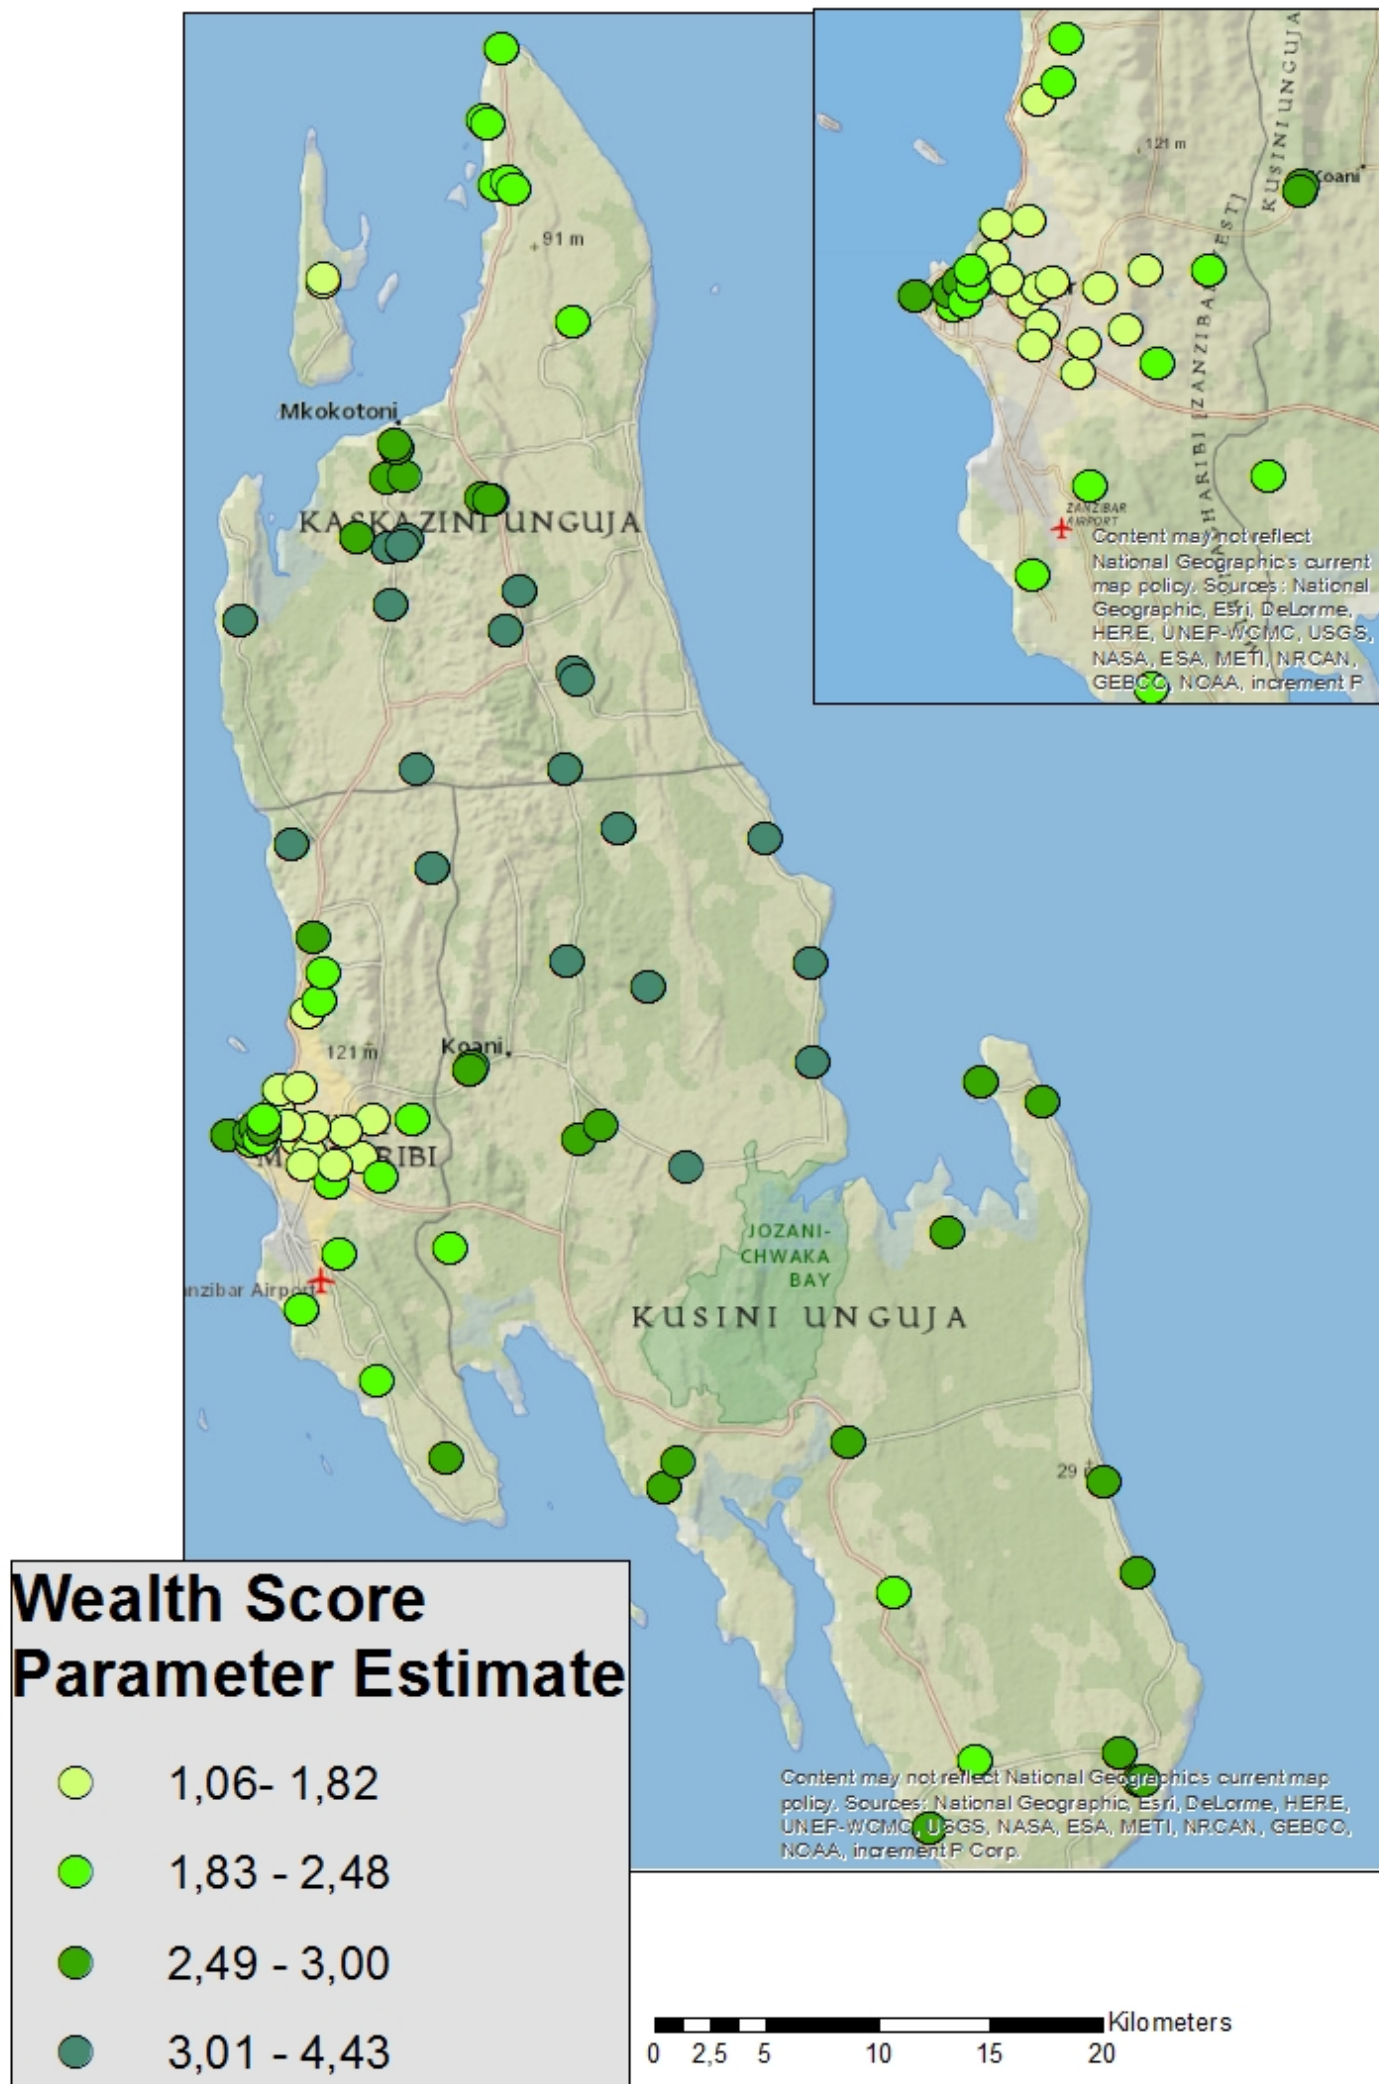 91 m
Mkokotoni
KASKAZINI UNGUJA
121 m
Koani
RIBI
JOZANI-
CHWAKA
BAY
nzibar Airport
KUSINI UNGUJA
29
Content may not reflect National Geographic's current map
policy. Sources: National Geographic, Esri, DeLorme, HERE,
UNEP-WCMC, USGS, NASA, ESA, METI, NRCAN, GEBCO,
NOAA, increment P Corp.
KUSINI UNGUJA
121 m
Koani
HARIBI [ZANZIBA
EST]
ZANZIBAR
AIRPORT
Content may not reflect
National Geographic's current
map policy. Sources: National
Geographic, Esri, DeLorme,
HERE, UNEP-WCMC, USGS,
NASA, ESA, METI, NRCAN,
GEBCO, NOAA, increment P
Wealth Score
Parameter Estimate
1,06- 1,82
1,83 - 2,48
2,49 - 3,00
3,01 - 4,43
Kilometers
0 2,5 5 10 15 20